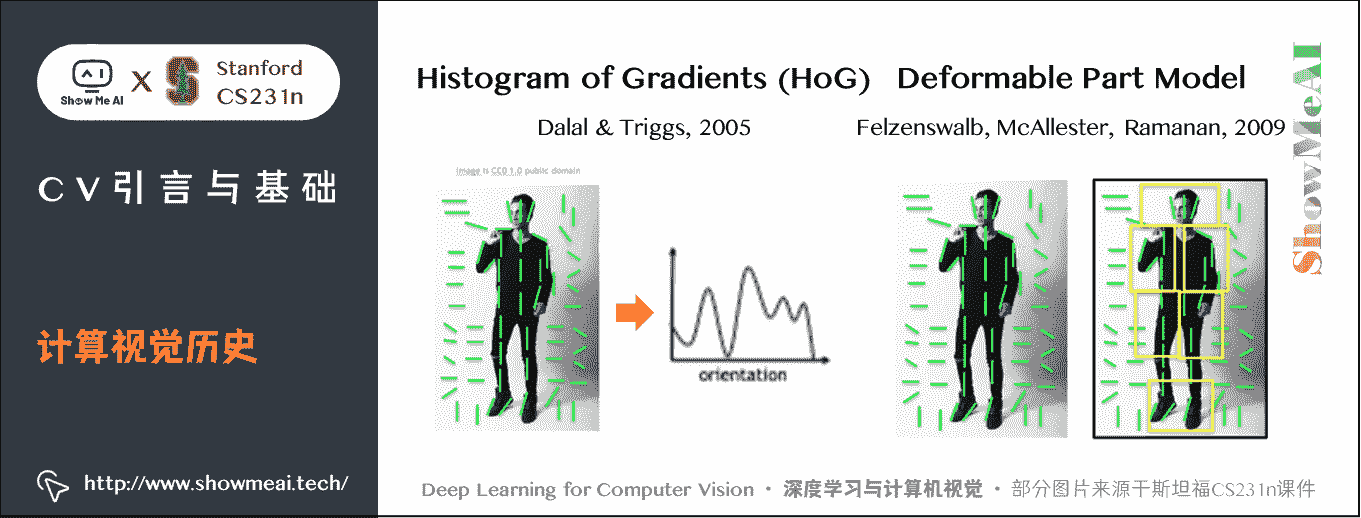 Show Me AI
X
Stanford
CS231n
CV引言与基础
计算视觉历史
http://www.showmeai.tech/
Histogram of Gradients (HoG)
Dalal & Triggs, 2005
Image is CC0 1.0 public domain
orientation
Deformable Part Model
Felzenswalb, McAllester, Ramanan, 2009
ShowMeAI
Deep Learning for Computer Vision · 深度学习与计算机视觉 · 部分图片来源于斯坦福CS231n课件